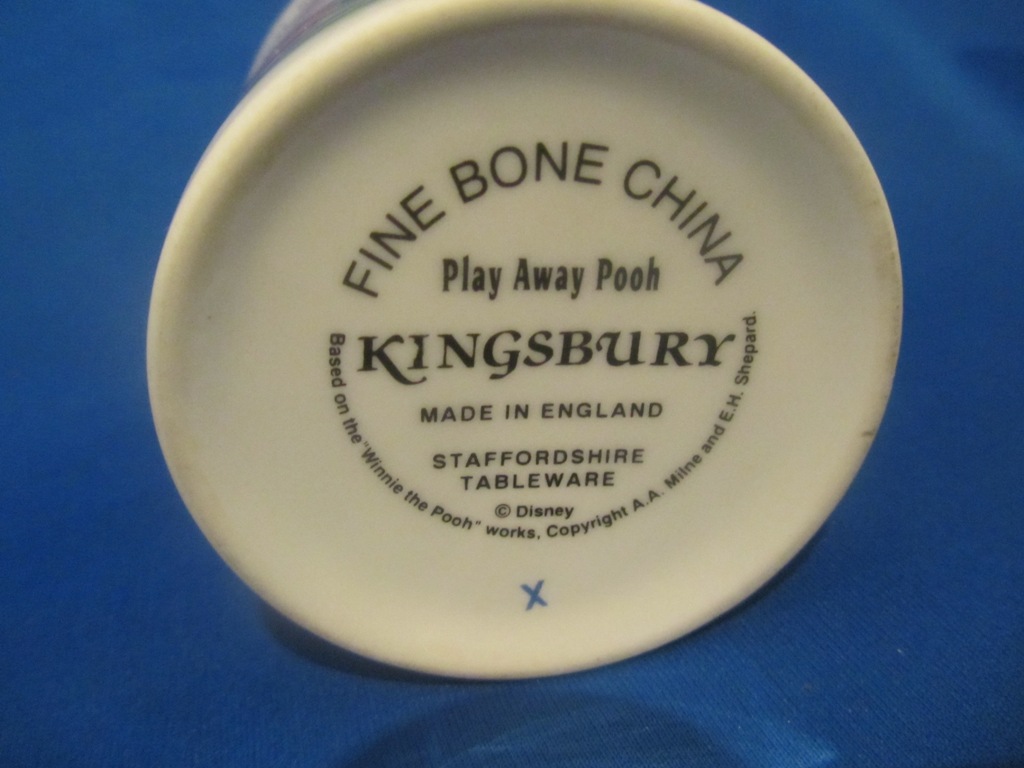 FINE BONE CHINA
Play Away Pooh
KINGSBURY
MADE IN ENGLAND
STAFFORDSHIRE
TABLEWARE
© Disney
Based on the "Winnie the Pooh" works, Copyright A.A. Milne and E.H. Shepard.
X